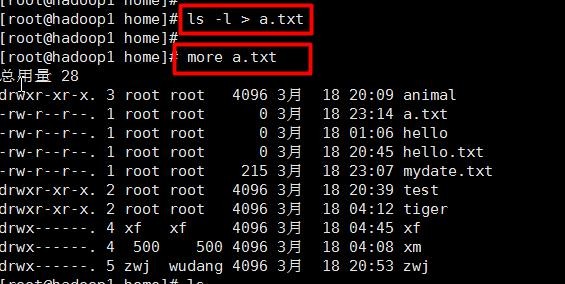 [root@hadoop1 home]#
[root@hadoop1 home]# ls -l > a.txt
[root@hadoop1 home]#
[root@hadoop1 home]# more a.txt
总用量 28
drwxr-xr-x. 3 root root   4096 3月  18 20:09 animal
-rw-r--r--. 1 root root      0 3月  18 23:14 a.txt
-rw-r--r--. 1 root root      0 3月  18 01:06 hello
-rw-r--r--. 1 root root      0 3月  18 20:45 hello.txt
-rw-r--r--. 1 root root    215 3月  18 23:07 mydate.txt
drwxr-xr-x. 2 root root   4096 3月  18 20:39 test
drwxr-xr-x. 2 root root   4096 3月  18 04:12 tiger
drwx------. 4 xf   xf     4096 3月  18 04:45 xf
drwx------. 4  500    500 4096 3月  18 04:08 xm
drwx------. 5 zwj  wudang 4096 3月  18 20:53 zwj
[root@hadoop1 home]# ls